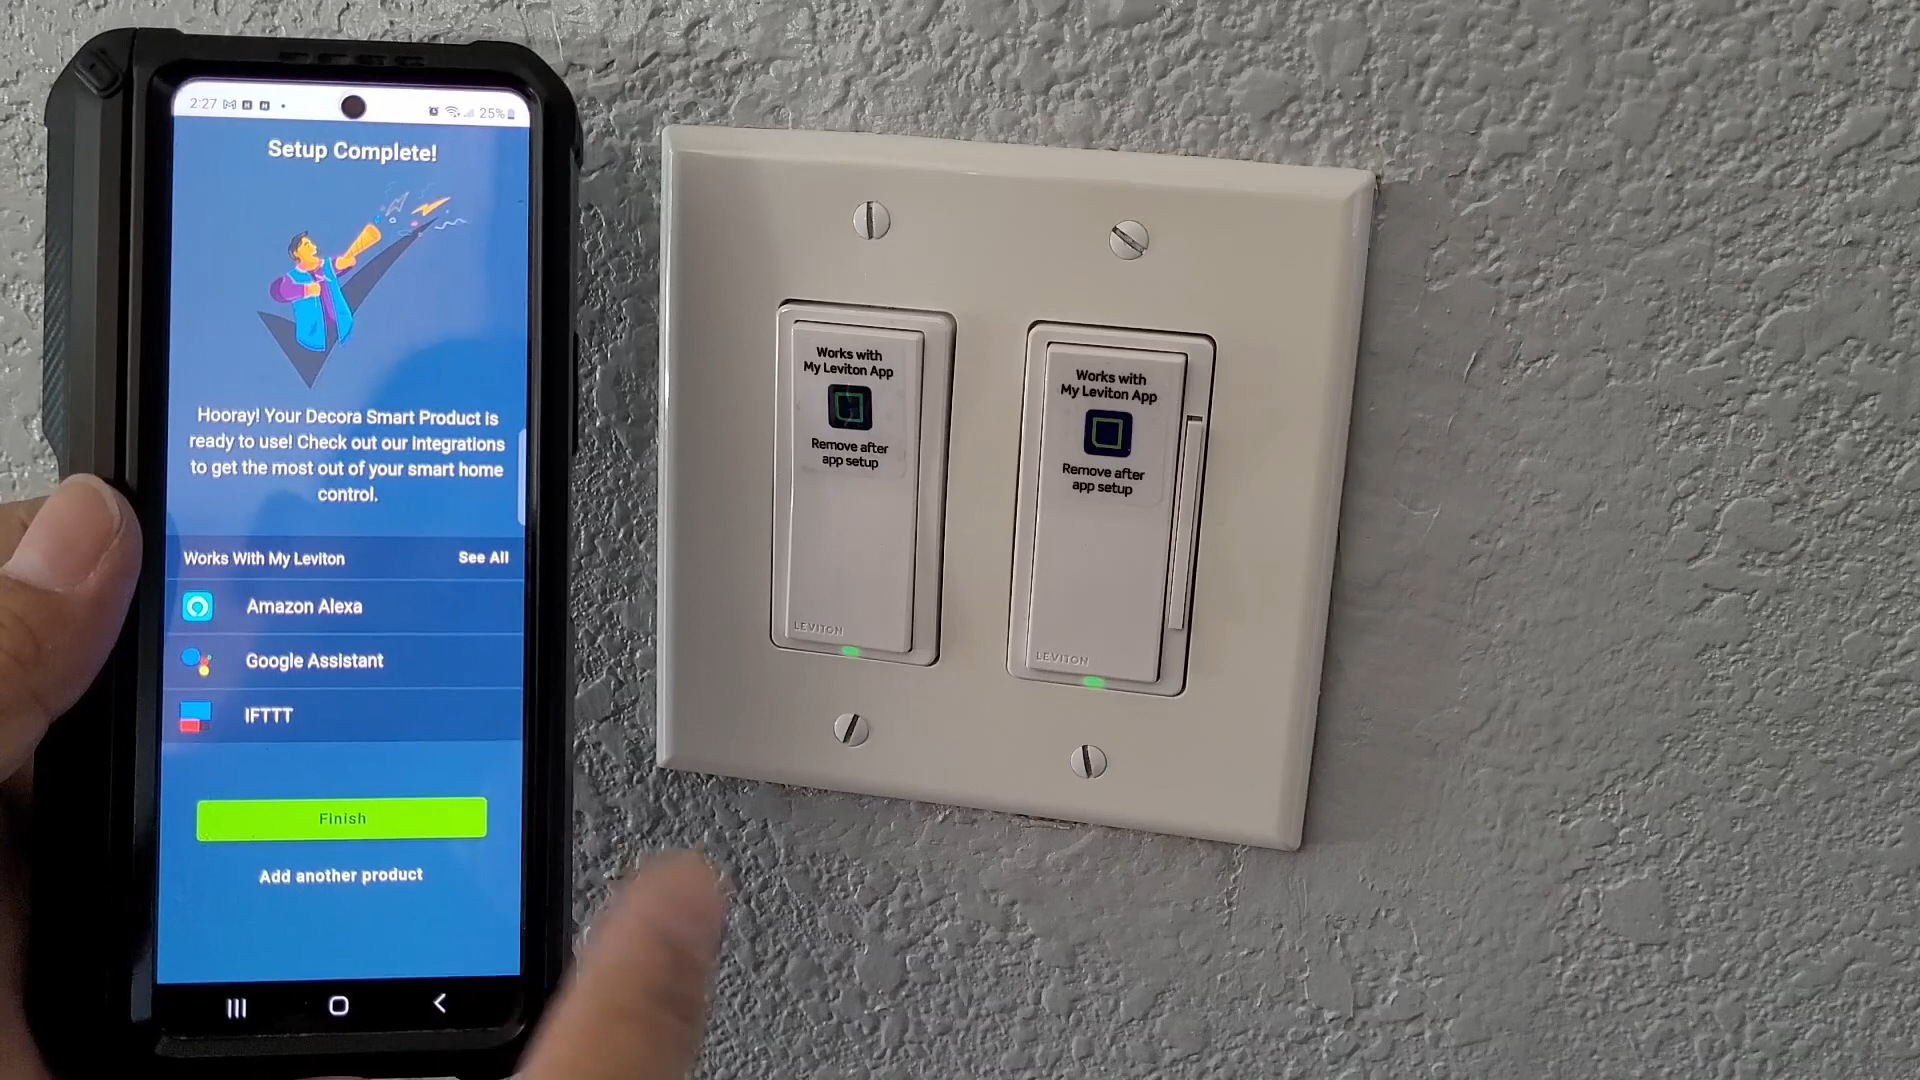 2:27
25%
Setup Complete!
Hooray! Your Decora Smart Product is
ready to use! Check out our integrations
to get the most out of your smart home
control.
Works With My Leviton See All
Amazon Alexa
Google Assistant
IFTTT
Finish
Add another product
Works with
My Leviton App
Remove after
app setup
LEVITON
Works with
My Leviton App
Remove after
app setup
LEVITON